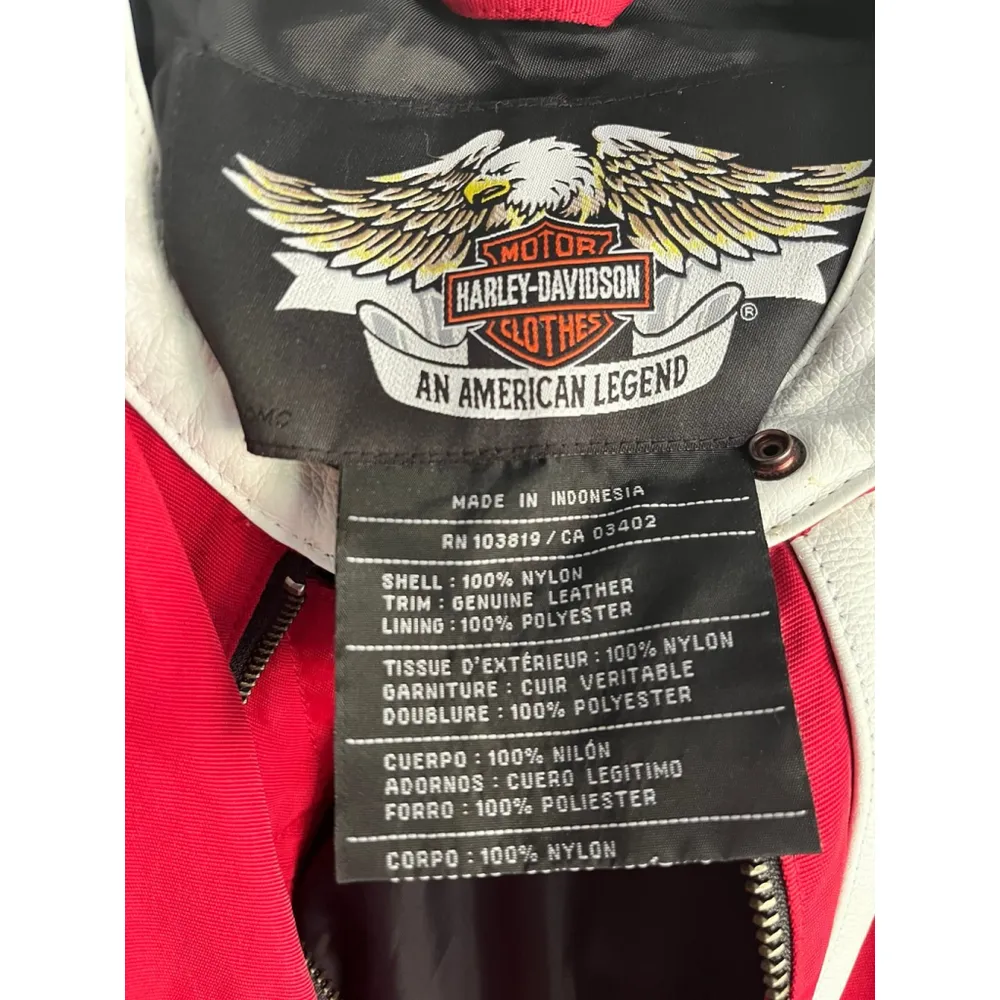 MOTOR
HARLEY-DAVIDSON
CLOTHES
®
AN AMERICAN LEGEND
MADE IN INDONESIA
RN 103819 / CA 03402
SHELL : 100% NYLON
TRIM : GENUINE LEATHER
LINING : 100% POLYESTER
TISSUE D'EXTÉRIEUR : 100% NYLON
GARNITURE : CUIR VERITABLE
DOUBLURE : 100% POLYESTER
CUERPO : 100% NILÓN
ADORNOS : CUERO LEGITIMO
FORRO : 100% POLIESTER
CORPO : 100% NYLON